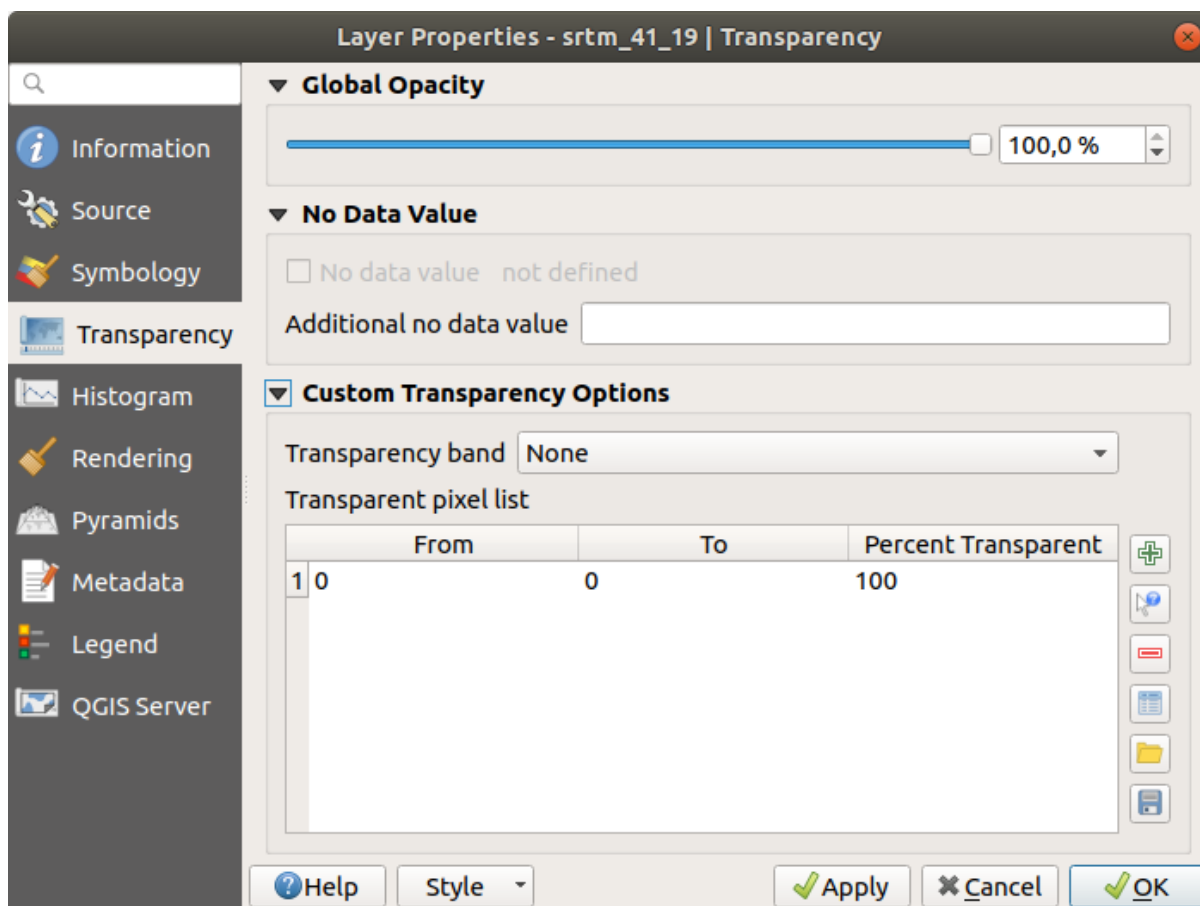 Layer Properties - srtm_41_19 | Transparency
Information
Source
Symbology
Transparency
Histogram
Rendering
Pyramids
Metadata
Legend
QGIS Server
Global Opacity
100,0 %
No Data Value
No data value not defined
Additional no data value
Custom Transparency Options
Transparency band None
Transparent pixel list
From To Percent Transparent
1 0 0 100
Help Style Apply Cancel OK